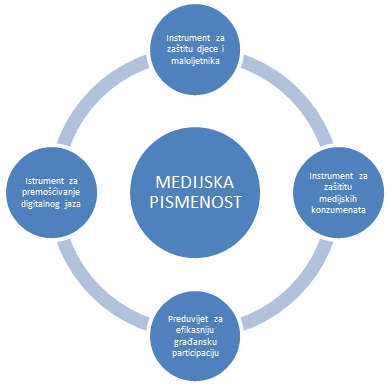 Instrument za
zaštitu djece i
maloljetnika
Istrument za
premošćivanje
digitalnog jaza
MEDIJSKA
PISMENOST
Instrument za
zašititu
medijskih
konzumenata
Preduvijet za
efikasniju
građansku
participaciju